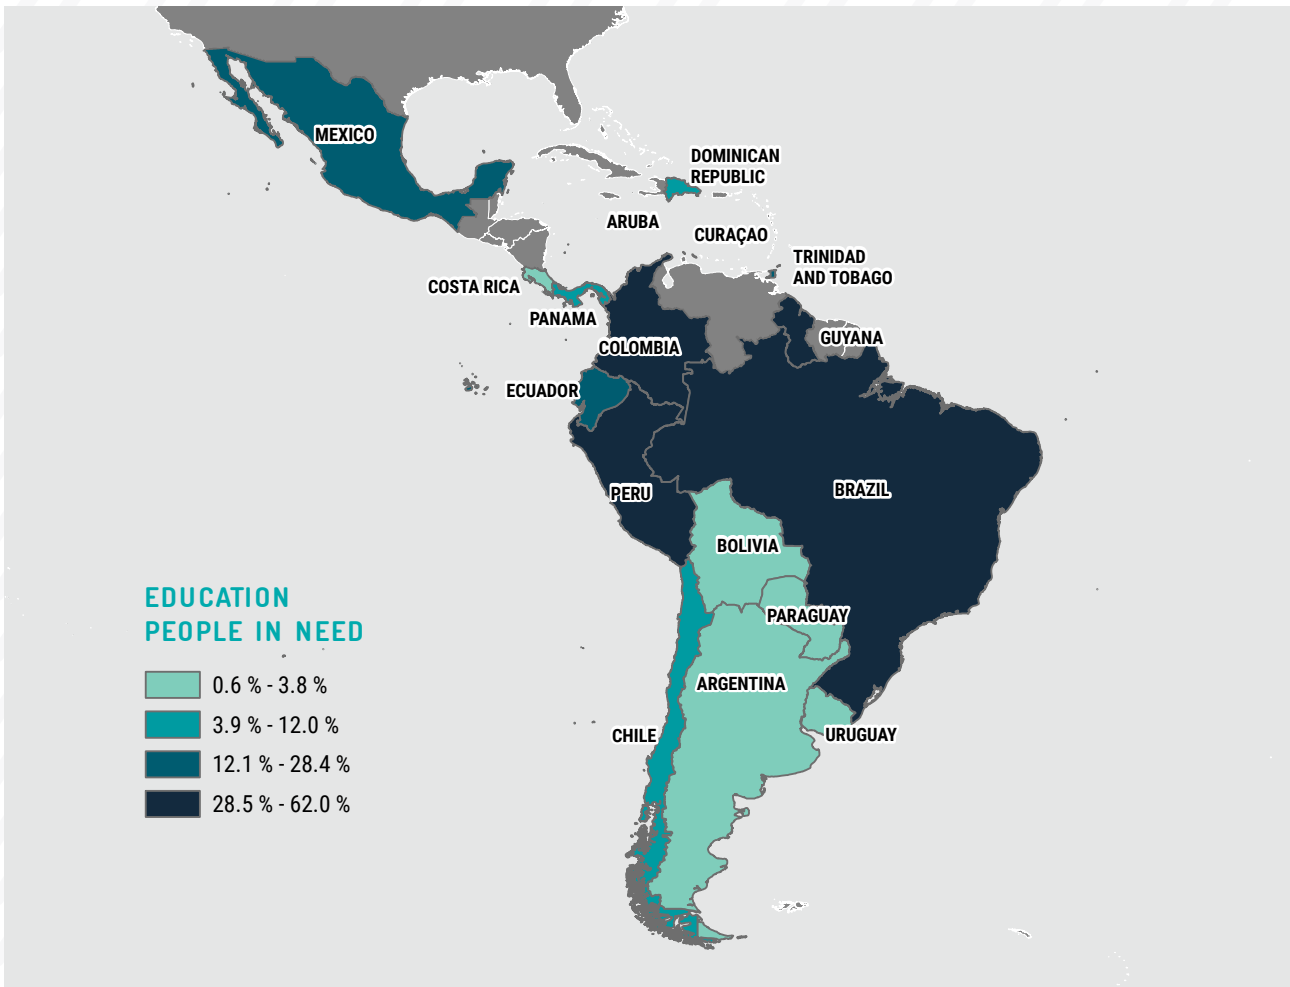 MEXICO
DOMINICAN
REPUBLIC
ARUBA
CURAÇAO
TRINIDAD
AND TOBAGO
COSTA RICA
PANAMA
GUYANA
COLOMBIA
ECUADOR
PERU
BRAZIL
BOLIVIA
PARAGUAY
ARGENTINA
CHILE
URUGUAY
EDUCATION
PEOPLE IN NEED
0.6 % - 3.8 %
3.9 % - 12.0 %
12.1 % - 28.4 %
28.5 % - 62.0 %